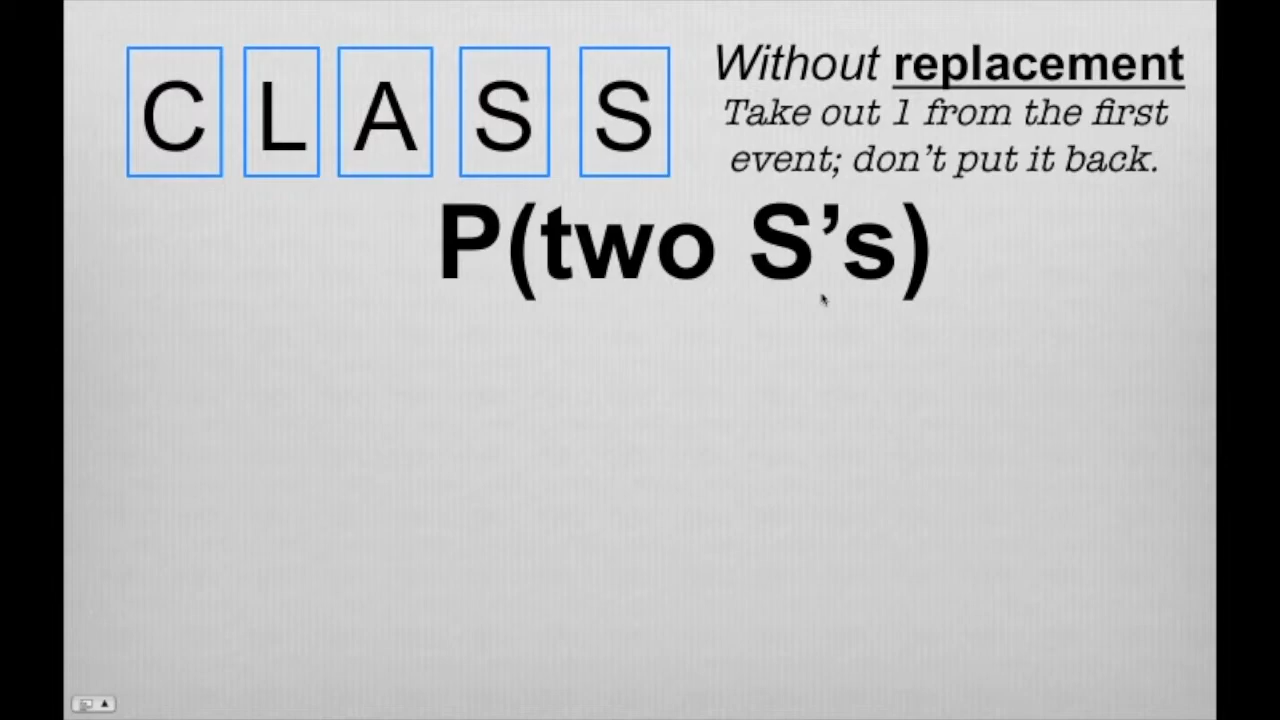 C L A S S
Without replacement
Take out 1 from the first
event; don't put it back.
P(two S's)